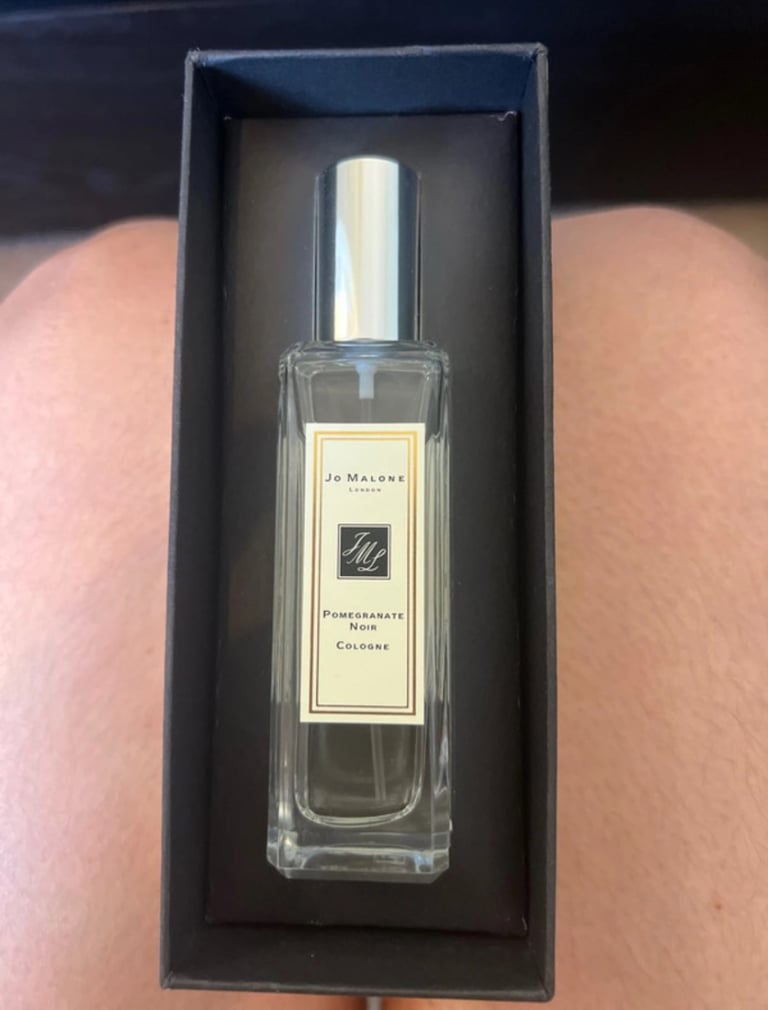 Jo Malone
London
JML
Pomegranate
Noir
Cologne